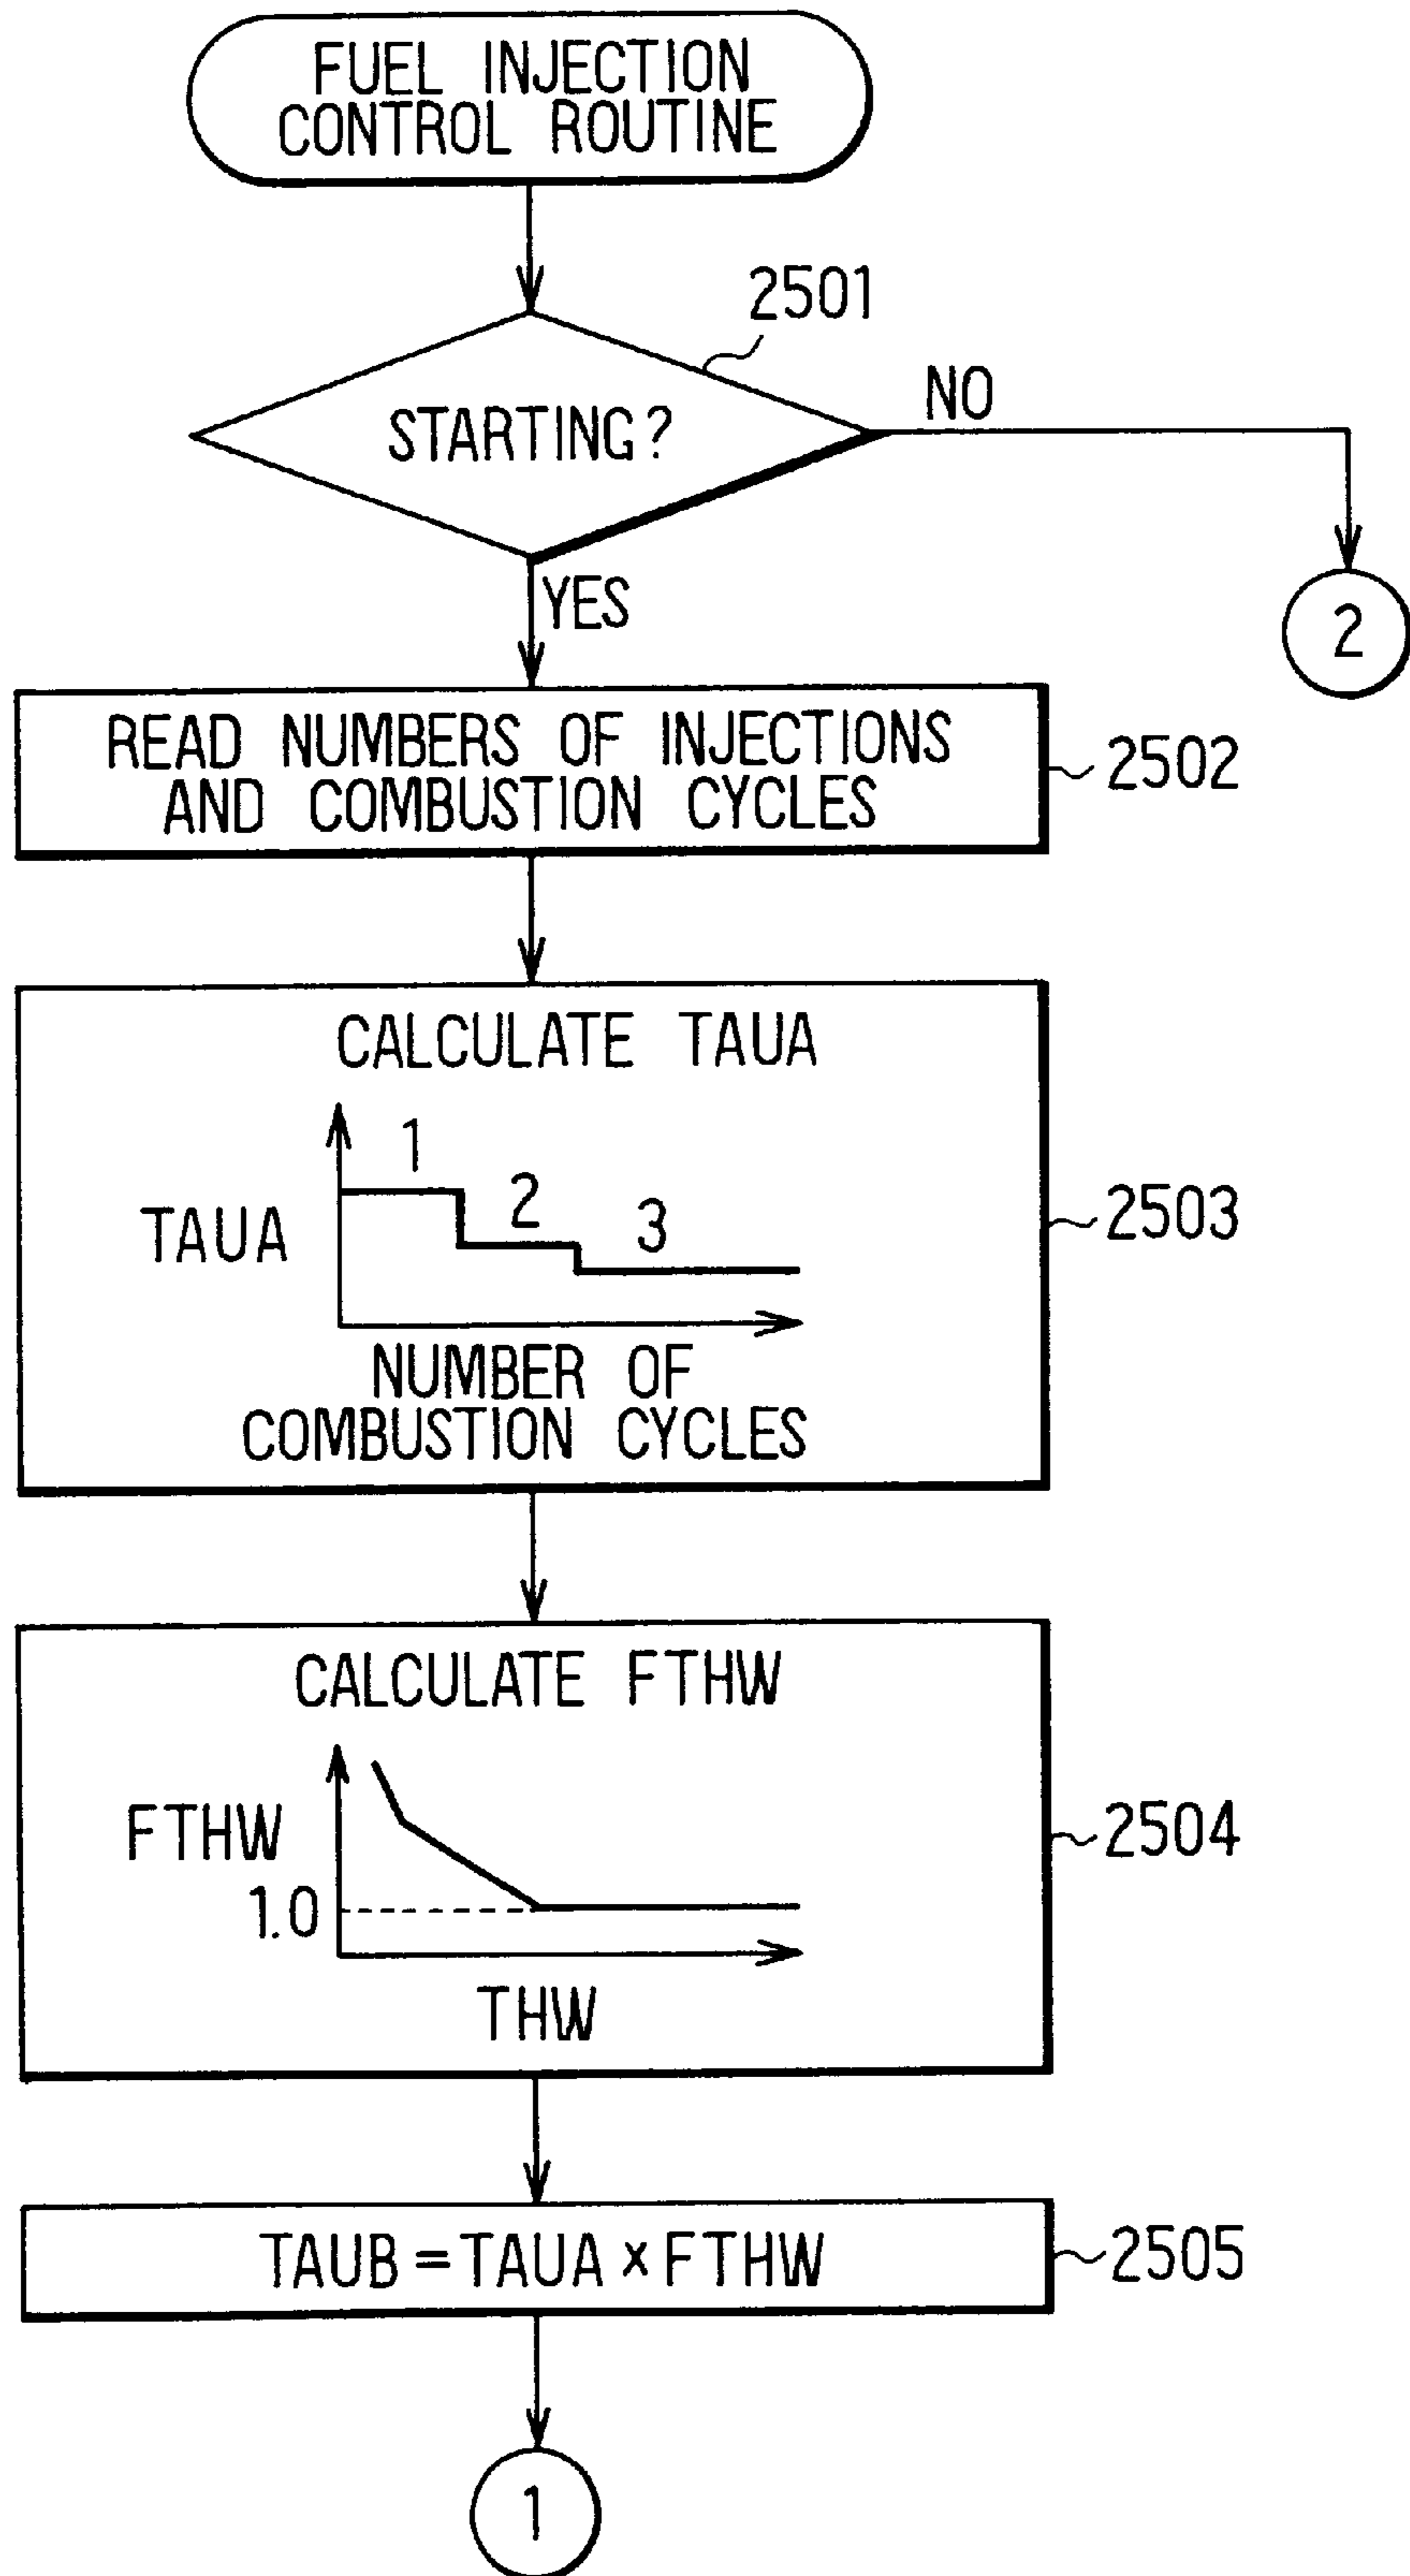 FUEL INJECTION
CONTROL ROUTINE
2501
STARTING?
NO
YES
2
READ NUMBERS OF INJECTIONS
AND COMBUSTION CYCLES
2502
CALCULATE TAUA
1
2
3
TAUA
2503
NUMBER OF
COMBUSTION CYCLES
CALCULATE FTHW
FTHW
2504
1.0
THW
TAUB = TAUA × FTHW
2505
1